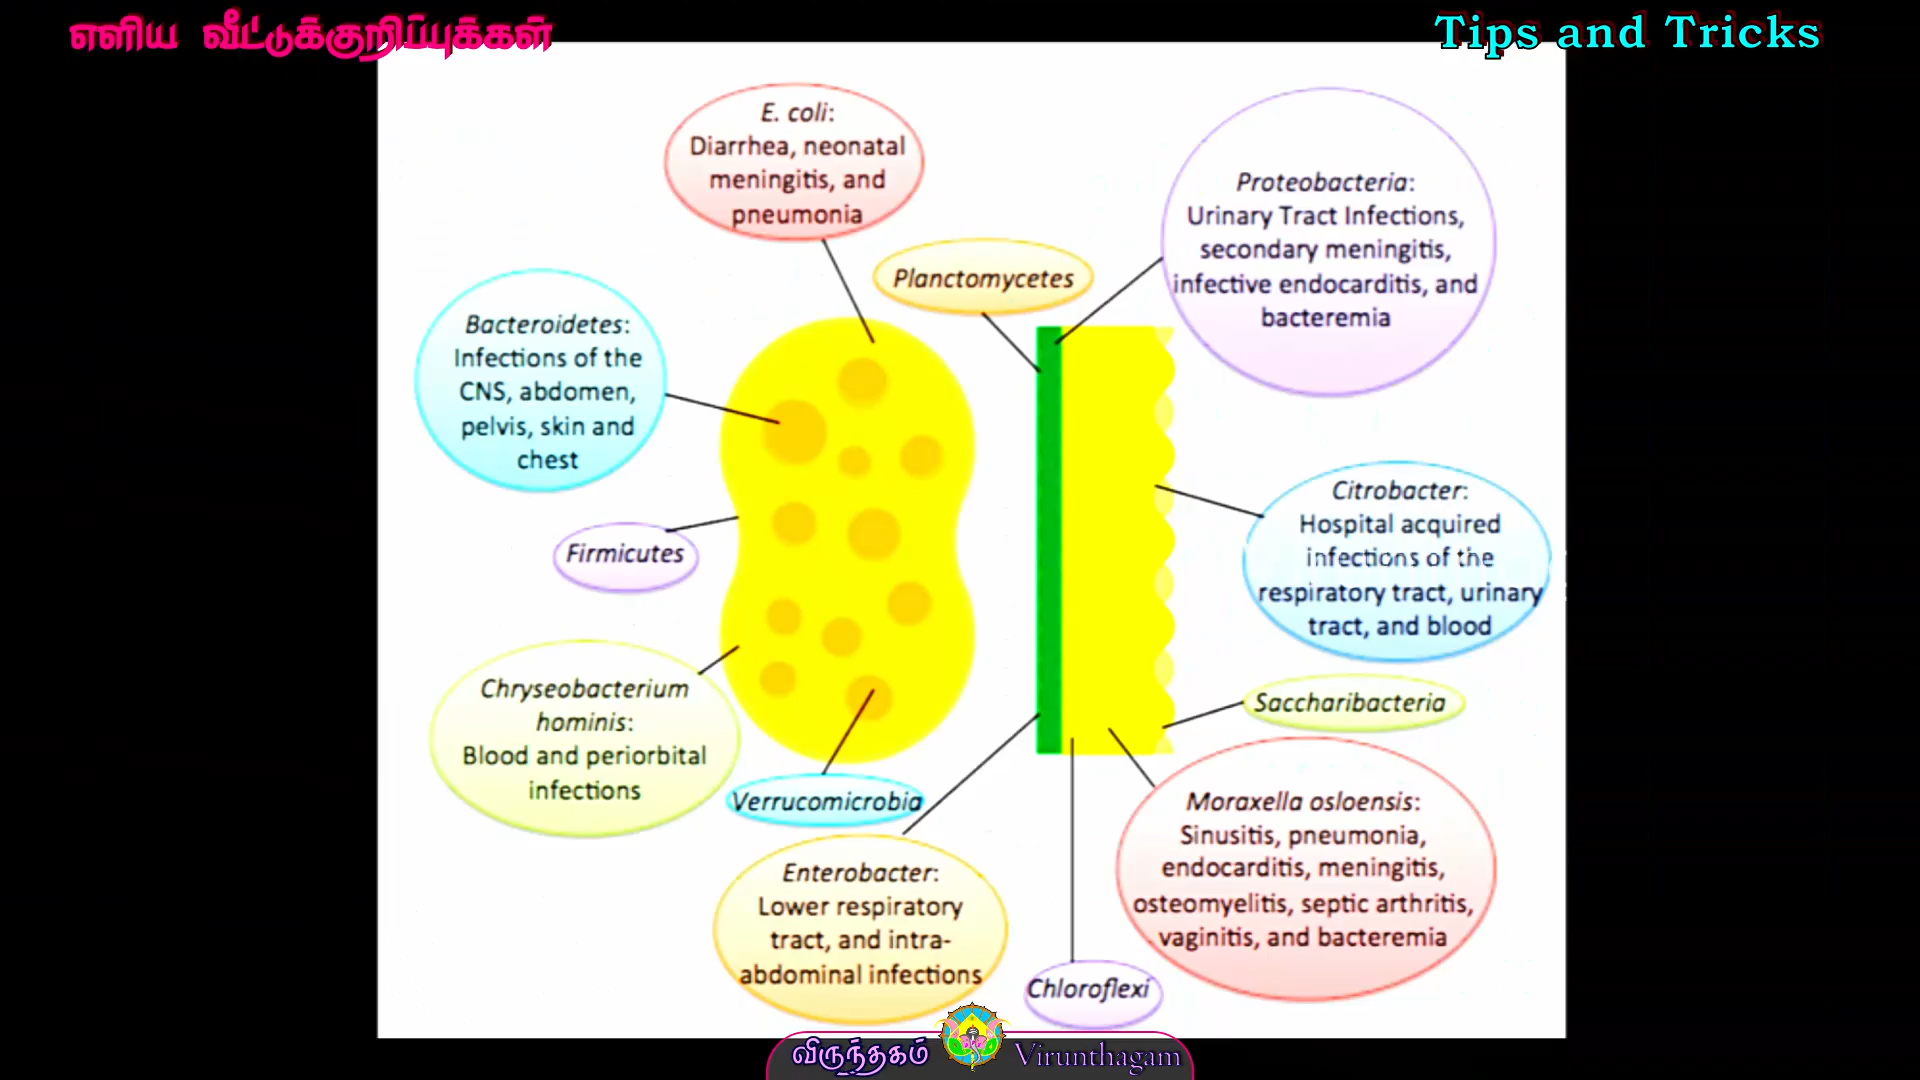 எளிய வீட்டுக்குறிப்புக்கள்
Tips and Tricks
E. coli:
Diarrhea, neonatal
meningitis, and
pneumonia
Planctomycetes
Proteobacteria:
Urinary Tract Infections,
secondary meningitis,
infective endocarditis, and
bacteremia
Bacteroidetes:
Infections of the
CNS, abdomen,
pelvis, skin and
chest
Firmicutes
Citrobacter:
Hospital acquired
infections of the
respiratory tract, urinary
tract, and blood
Chryseobacterium
hominis:
Blood and periorbital
infections
Saccharibacteria
Verrucomicrobia
Moraxella osloensis:
Sinusitis, pneumonia,
endocarditis, meningitis,
osteomyelitis, septic arthritis,
vaginitis, and bacteremia
Enterobacter:
Lower respiratory
tract, and intra-
abdominal infections
Chloroflexi
விருந்தகம் Virunthagam